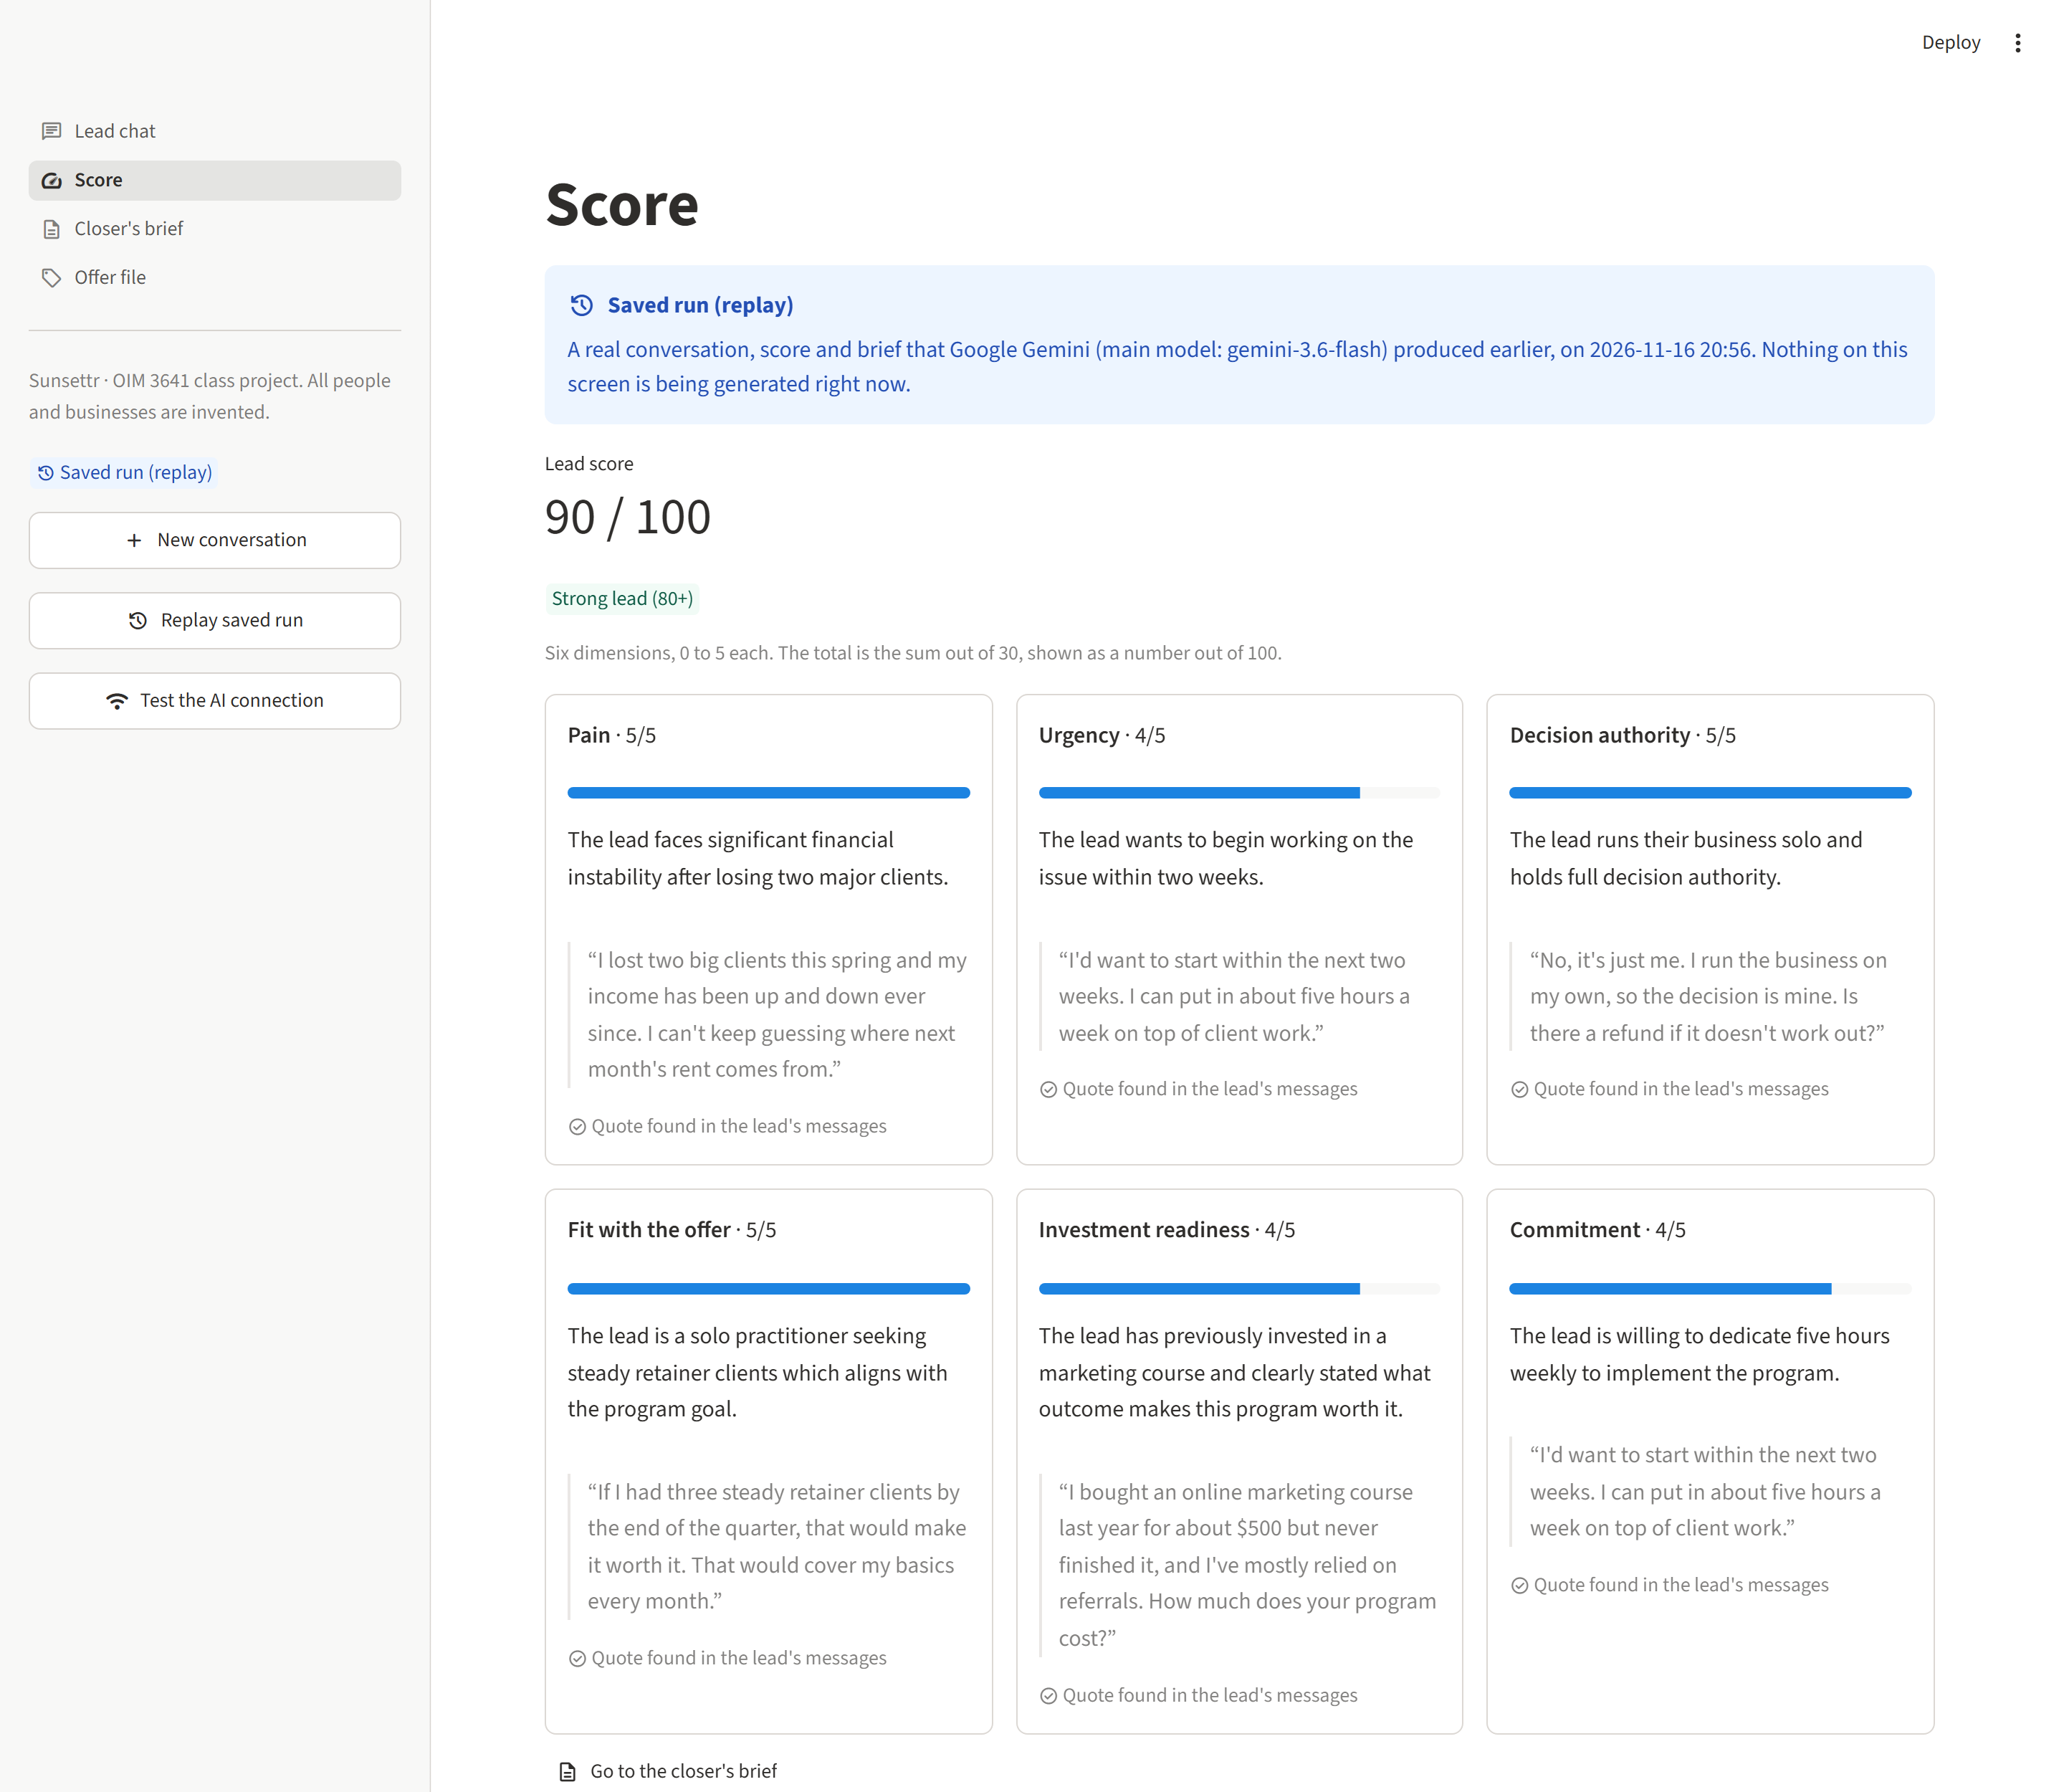 Deploy
Lead chat
Score
Closer's brief
Offer file
Sunsettr · OIM 3641 class project. All people
and businesses are invented.
Saved run (replay)
New conversation
Replay saved run
Test the AI connection
Score
Saved run (replay)
A real conversation, score and brief that Google Gemini (main model: gemini-3.6-flash) produced earlier, on 2026-11-16 20:56. Nothing on this
screen is being generated right now.
Lead score
90 / 100
Strong lead (80+)
Six dimensions, 0 to 5 each. The total is the sum out of 30, shown as a number out of 100.
Pain · 5/5
The lead faces significant financial
instability after losing two major clients.
“I lost two big clients this spring and my
income has been up and down ever
since. I can't keep guessing where next
month's rent comes from.”
Quote found in the lead's messages
Urgency · 4/5
The lead wants to begin working on the
issue within two weeks.
“I'd want to start within the next two
weeks. I can put in about five hours a
week on top of client work.”
Quote found in the lead's messages
Decision authority · 5/5
The lead runs their business solo and
holds full decision authority.
“No, it's just me. I run the business on
my own, so the decision is mine. Is
there a refund if it doesn't work out?”
Quote found in the lead's messages
Fit with the offer · 5/5
The lead is a solo practitioner seeking
steady retainer clients which aligns with
the program goal.
“If I had three steady retainer clients by
the end of the quarter, that would make
it worth it. That would cover my basics
every month.”
Quote found in the lead's messages
Investment readiness · 4/5
The lead has previously invested in a
marketing course and clearly stated what
outcome makes this program worth it.
“I bought an online marketing course
last year for about $500 but never
finished it, and I've mostly relied on
referrals. How much does your program
cost?”
Quote found in the lead's messages
Commitment · 4/5
The lead is willing to dedicate five hours
weekly to implement the program.
“I'd want to start within the next two
weeks. I can put in about five hours a
week on top of client work.”
Quote found in the lead's messages
Go to the closer's brief